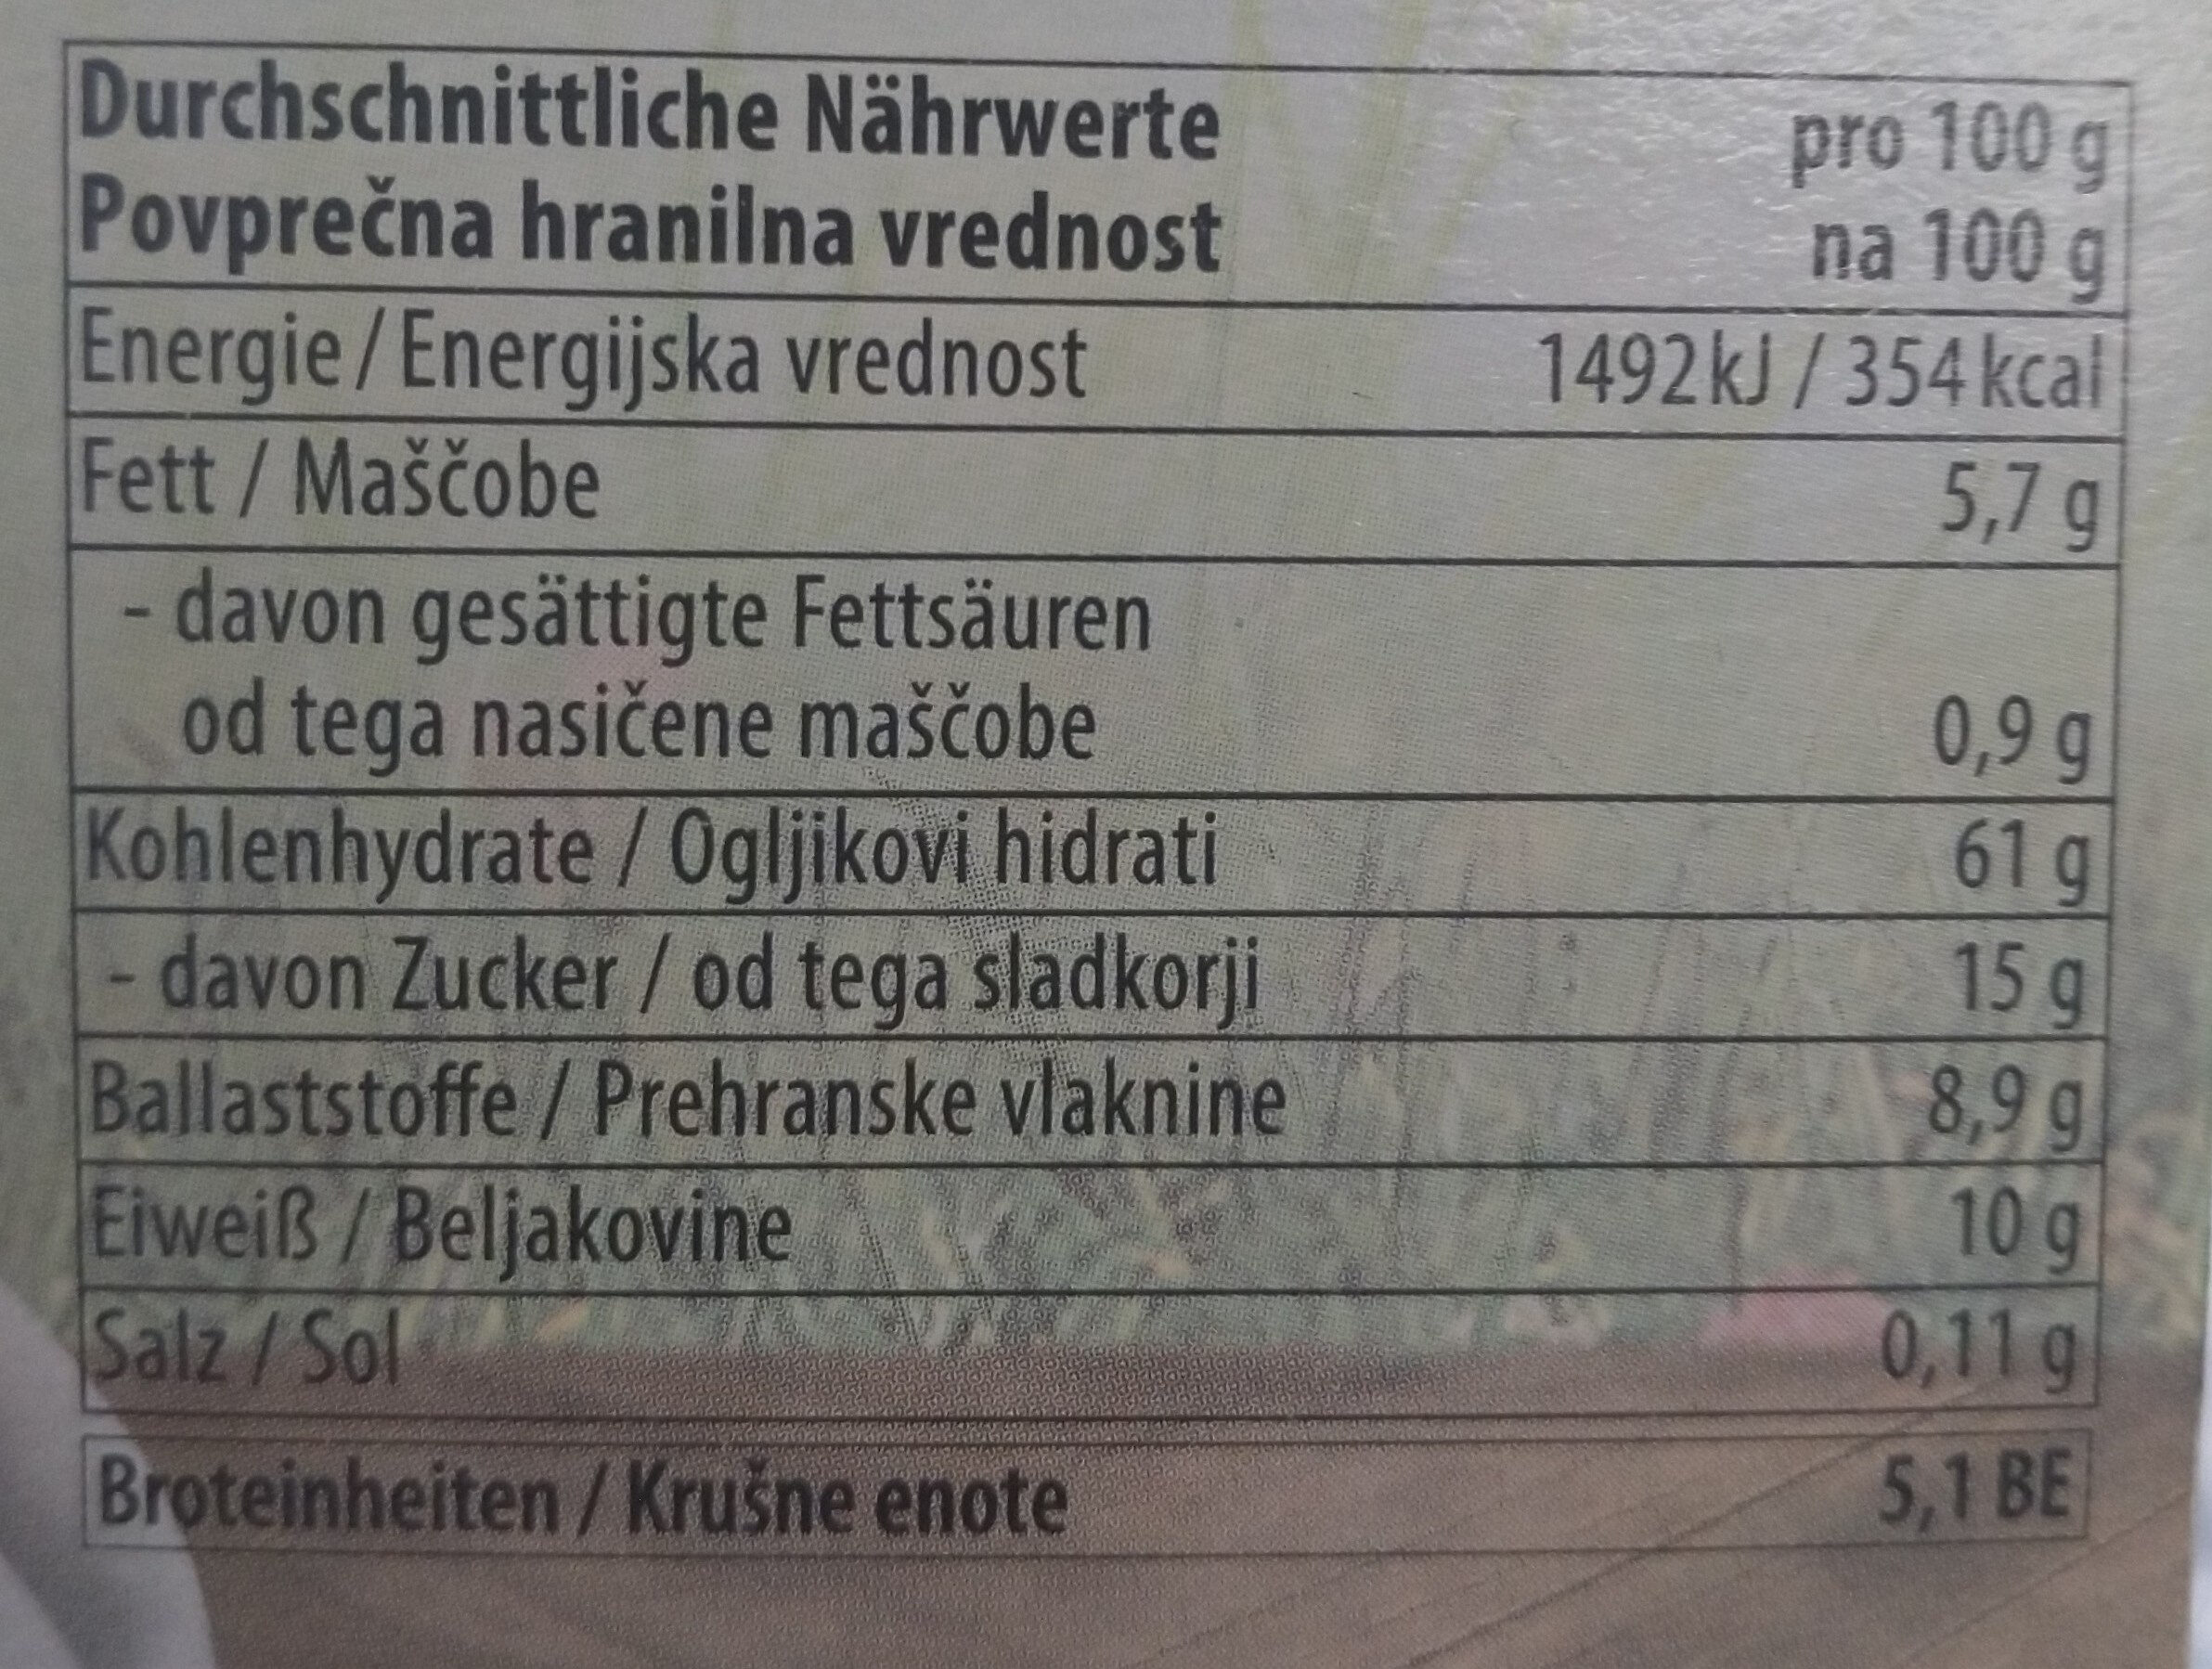 Durchschnittliche Nährwerte pro 100 g
Povprečna hranilna vrednost na 100 g
Energie / Energijska vrednost 1492 kJ / 354 kcal
Fett / Maščobe 5,7 g
- davon gesättigte Fettsäuren
od tega nasičene maščobe 0,9 g
Kohlenhydrate / Ogljikovi hidrati 61 g
- davon Zucker / od tega sladkorji 15 g
Ballaststoffe / Prehranske vlaknine 8,9 g
Eiweiß / Beljakovine 10 g
Salz / Sol 0,11 g
Broteinheiten / Krušne enote 5,1 BE